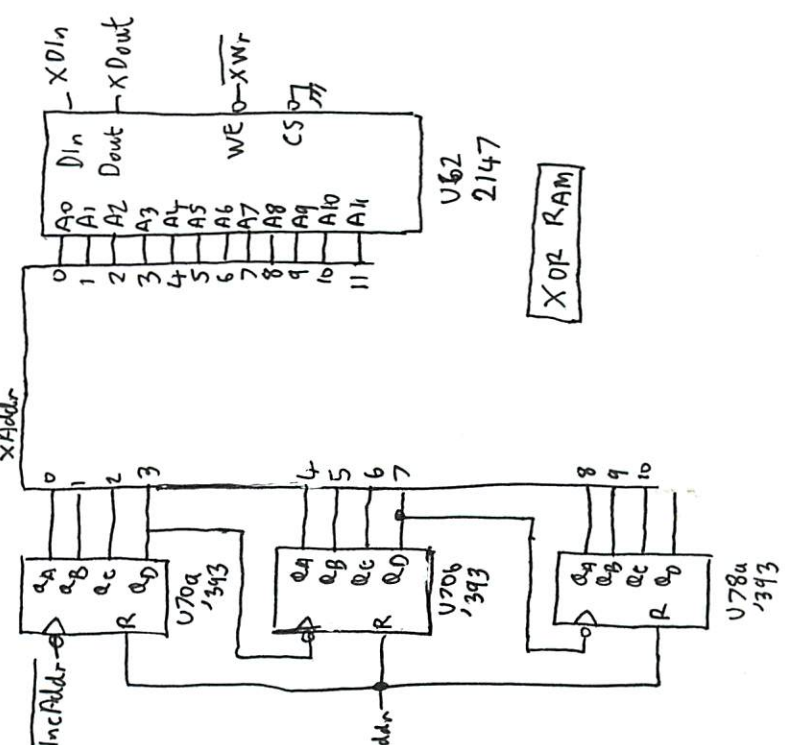 XAddr
XDIn
XDout
XWr
DIn
Dout
WE
CS
A0
A1
A2
A3
A4
A5
A6
A7
A8
A9
A10
A11
0
1
2
3
4
5
6
7
8
9
10
11
U62
2147
XOR RAM
0
1
2
3
4
5
6
7
8
9
10
QA
QB
QC
QD
R
U70a
'393
QA
QB
QC
QD
R
U70b
'393
QA
QB
QC
QD
R
U78a
'393
IncAddr
ddr